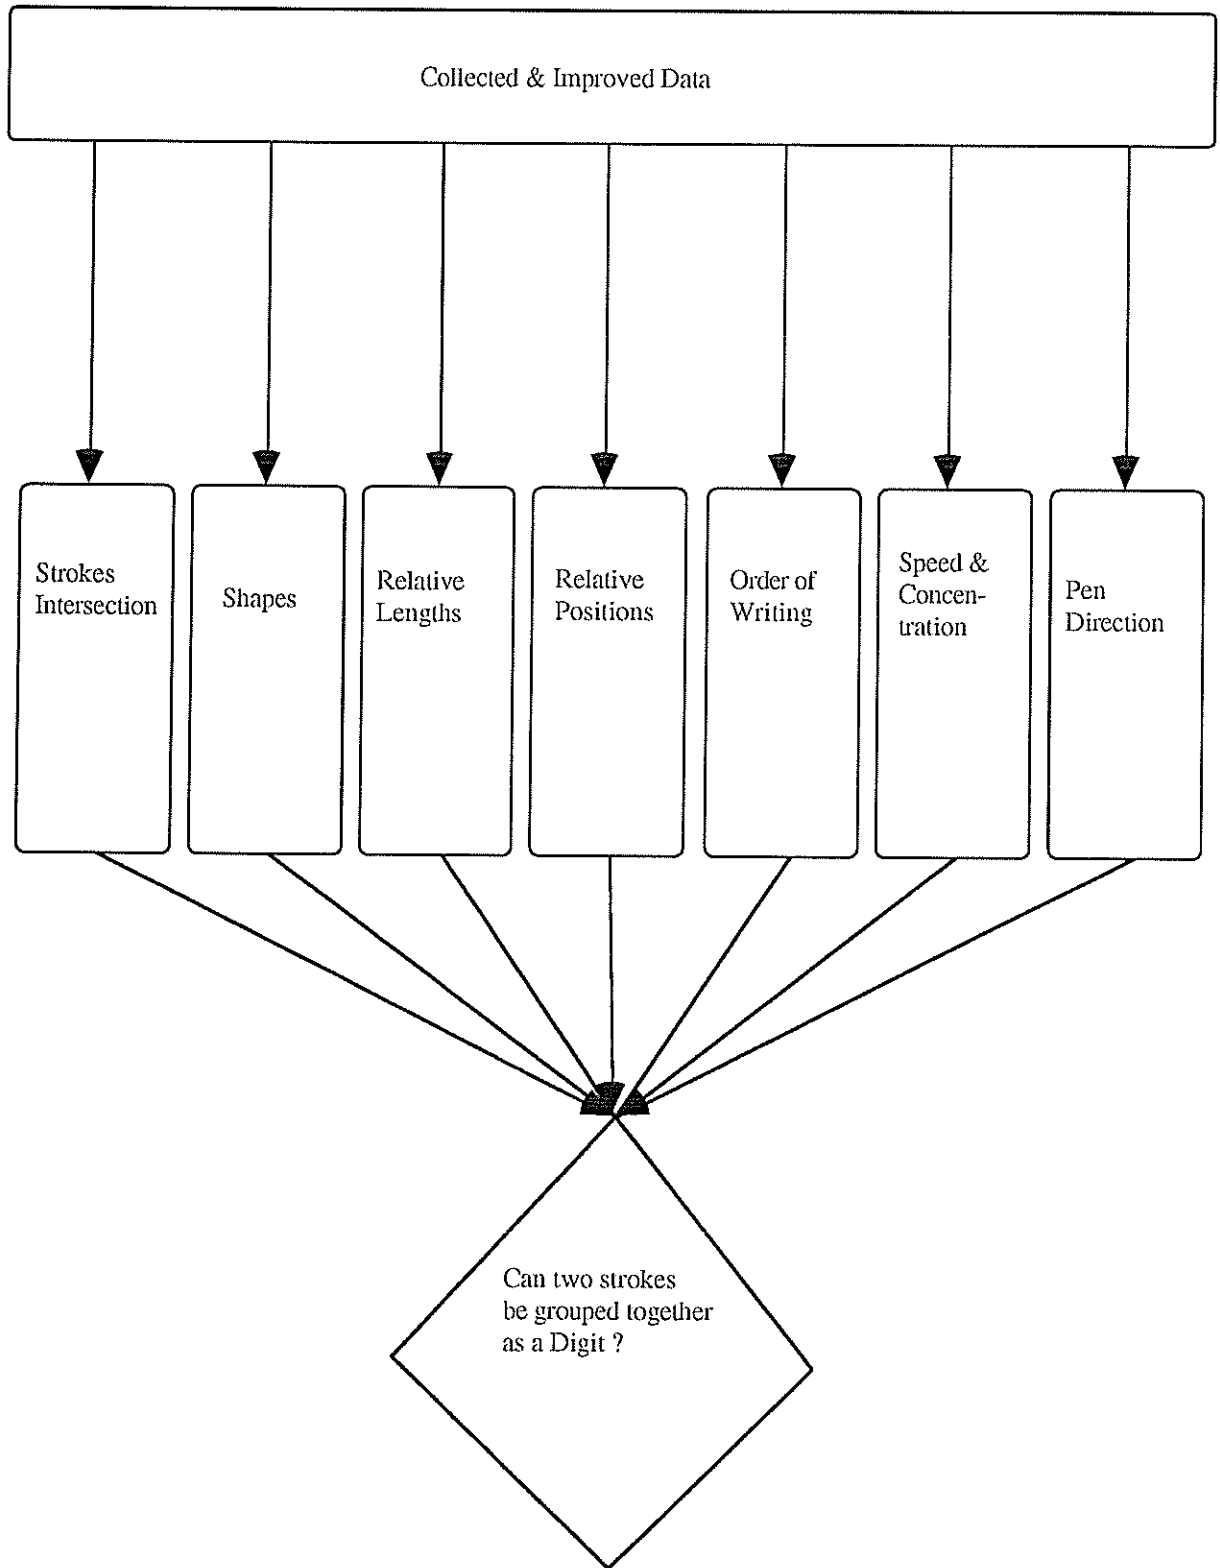 Collected & Improved Data
Strokes
Intersection
Shapes
Relative
Lengths
Relative
Positions
Order of
Writing
Speed &
Concen-
tration
Pen
Direction
Can two strokes
be grouped together
as a Digit ?